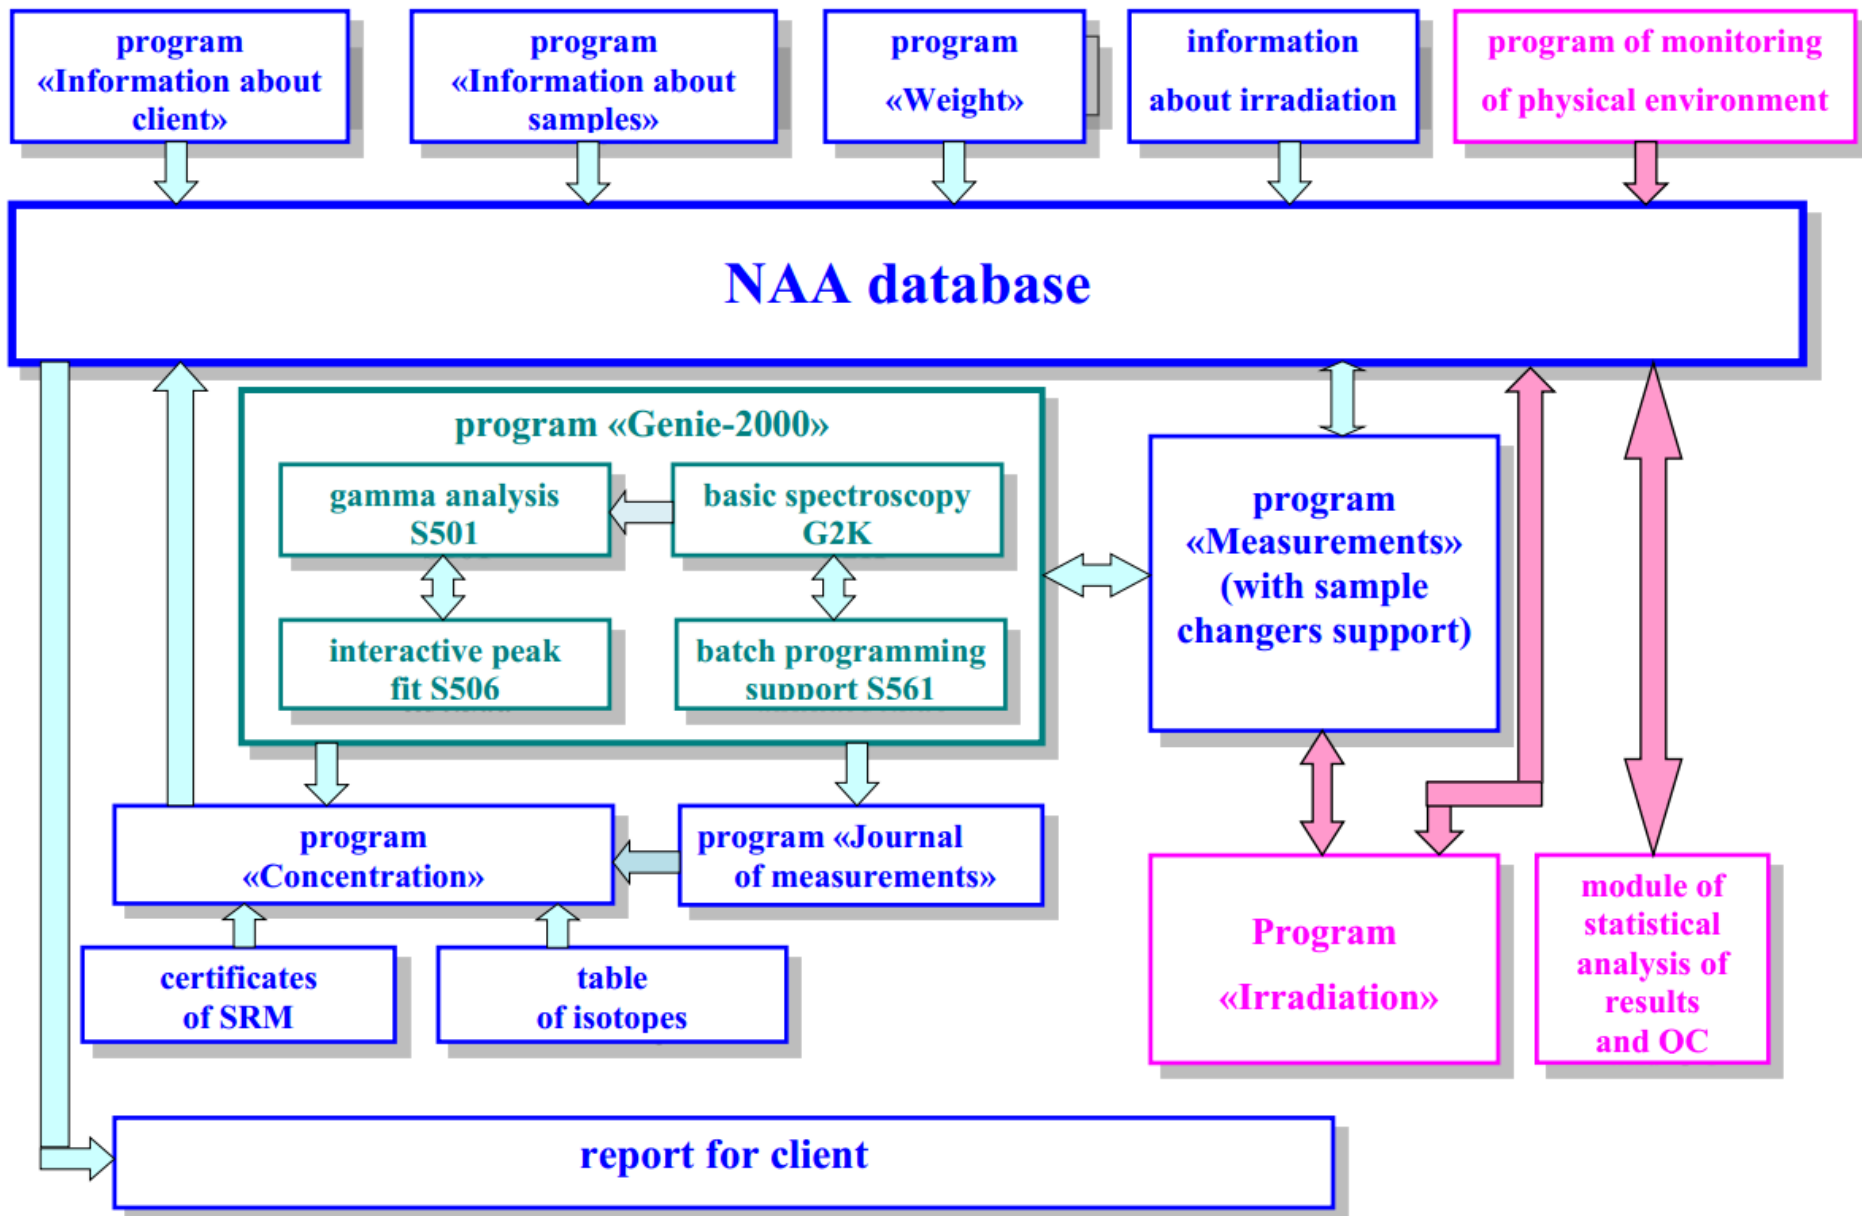 program
«Information about
client»
program
«Information about
samples»
program
«Weight»
information
about irradiation
program of monitoring
of physical environment
NAA database
program «Genie-2000»
gamma analysis
S501
basic spectroscopy
G2K
interactive peak
fit S506
batch programming
support S561
program
«Measurements»
(with sample
changers support)
program
«Concentration»
program «Journal
of measurements»
certificates
of SRM
table
of isotopes
Program
«Irradiation»
module of
statistical
analysis of
results
and OC
report for client